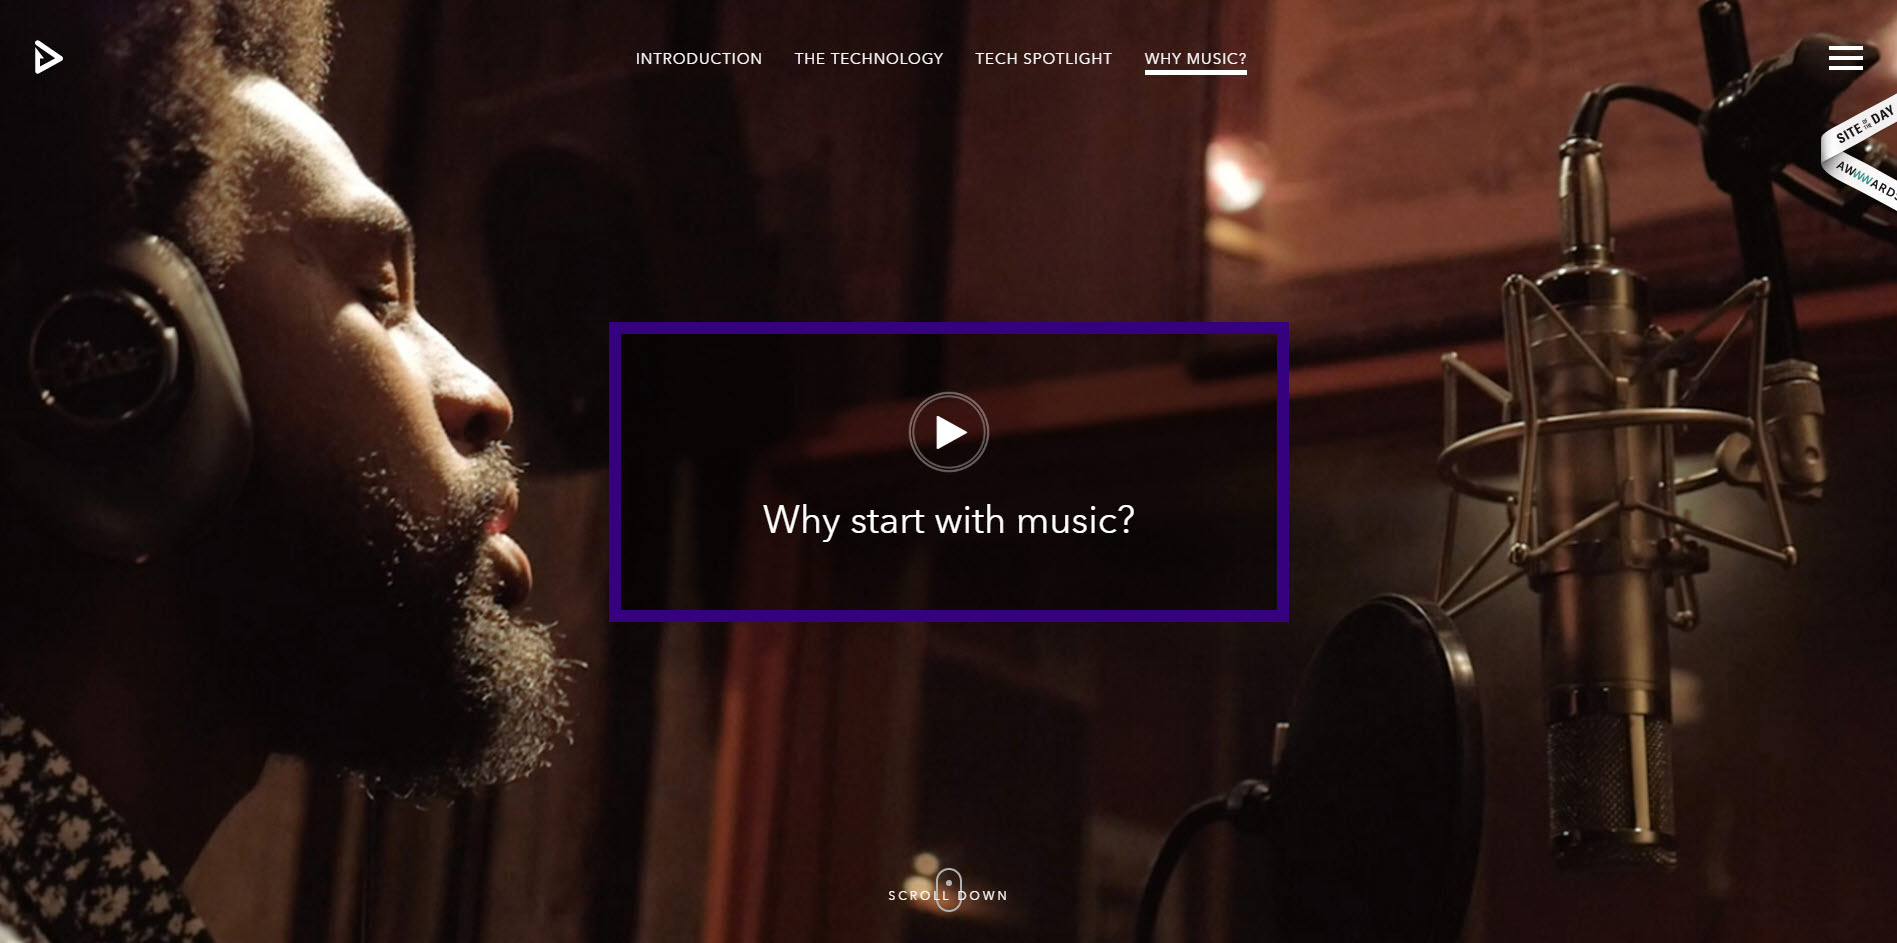 INTRODUCTION THE TECHNOLOGY TECH SPOTLIGHT WHY MUSIC?
SITE OF THE DAY
AWWWARDS
Why start with music?
SCROLL DOWN